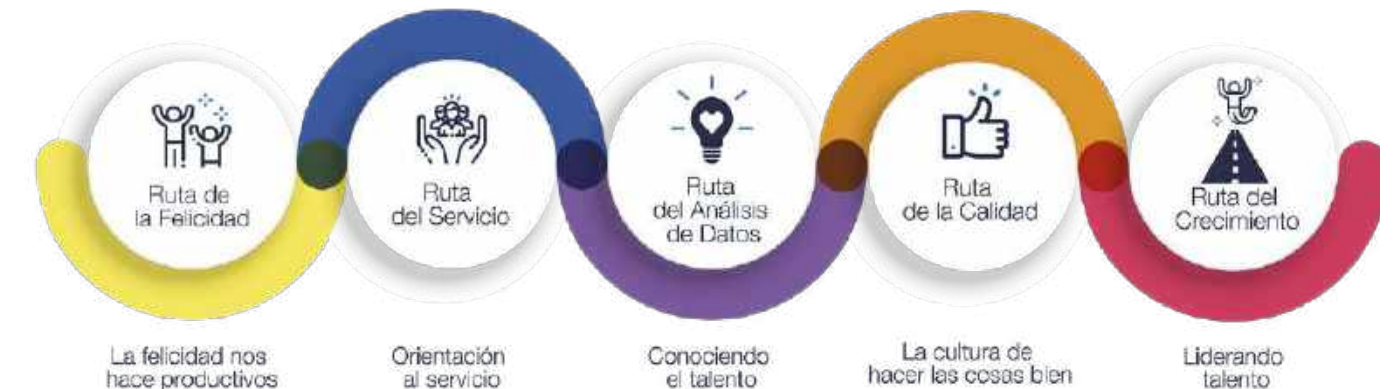 Ruta de
la Felicidad
Ruta
del Servicio
Ruta
del Análisis
de Datos
Ruta
de la Calidad
Ruta del
Crecimiento
La felicidad nos
hace productivos
Orientación
al servicio
Conociendo
el talento
La cultura de
hacer las cosas bien
Liderando
talento